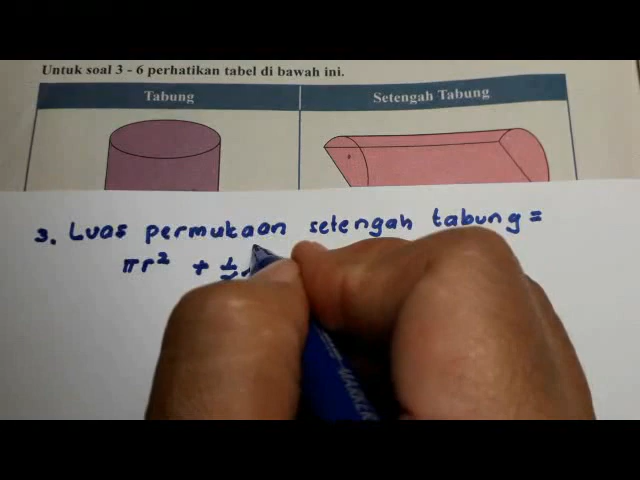 Untuk soal 3 - 6 perhatikan tabel di bawah ini.
Tabung
Setengah Tabung
3. Luas permukaan setengah tabung =
πr² + 1/2